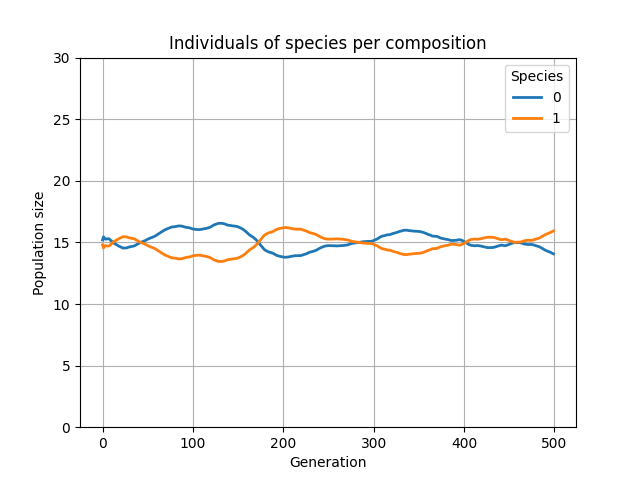 Individuals of species per composition
Species
0
1
Population size
30
25
20
15
10
5
0
0 100 200 300 400 500
Generation